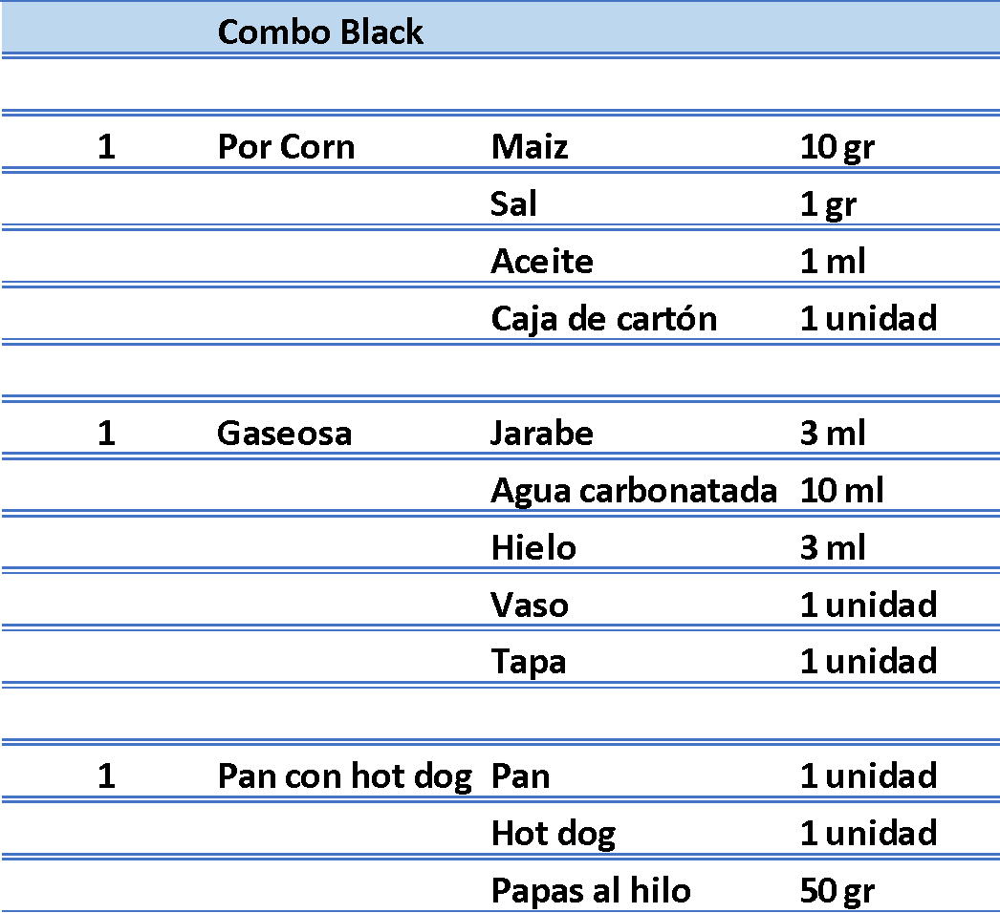 Combo Black
1 Por Corn Maiz 10 gr
Sal 1 gr
Aceite 1 ml
Caja de cartón 1 unidad
1 Gaseosa Jarabe 3 ml
Agua carbonatada 10 ml
Hielo 3 ml
Vaso 1 unidad
Tapa 1 unidad
1 Pan con hot dog Pan 1 unidad
Hot dog 1 unidad
Papas al hilo 50 gr